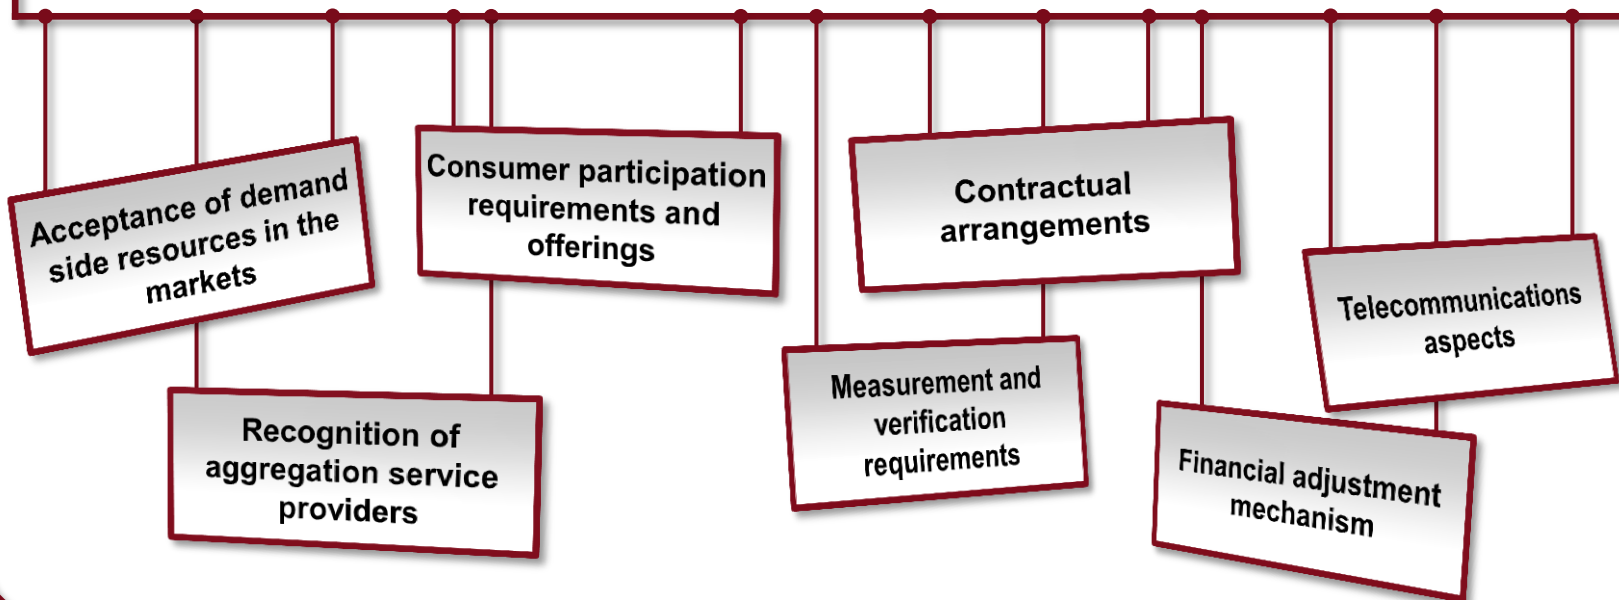 Acceptance of demand
side resources in the
markets
Consumer participation
requirements and
offerings
Contractual
arrangements
Telecommunications
aspects
Recognition of
aggregation service
providers
Measurement and
verification
requirements
Financial adjustment
mechanism